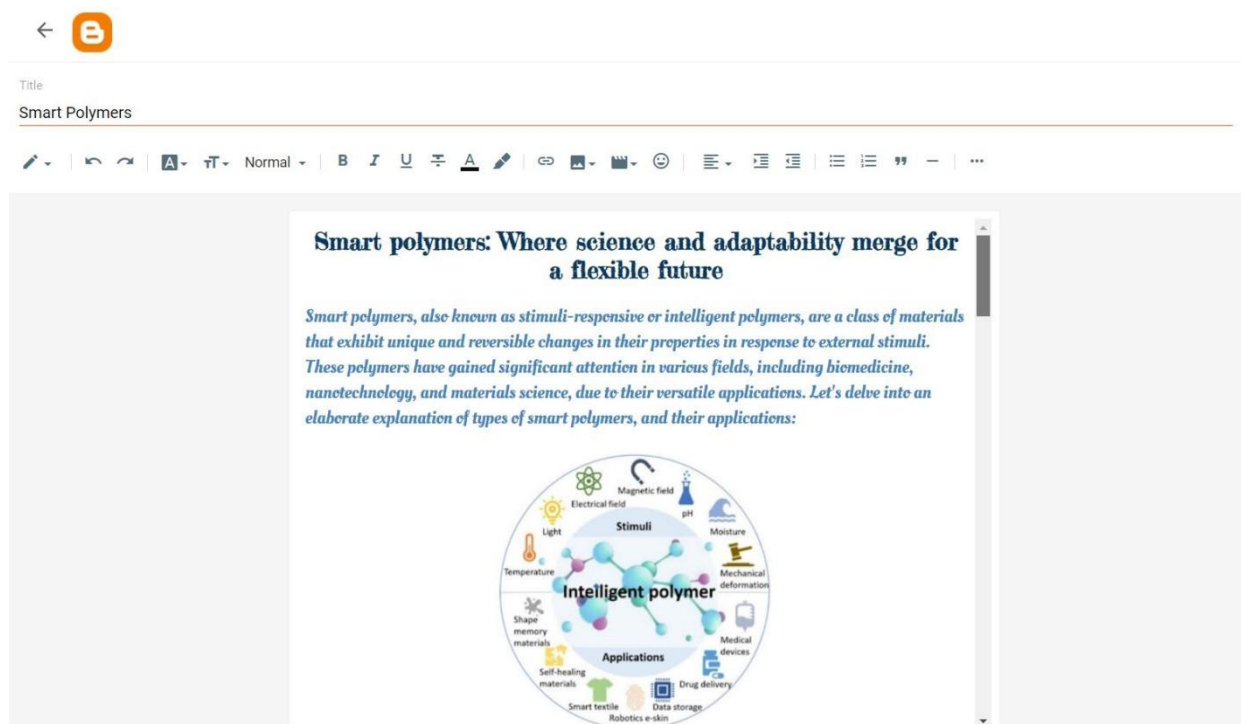 Title
Smart Polymers
Normal
B I U A
Smart polymers: Where science and adaptability merge for
a flexible future
Smart polymers, also known as stimuli-responsive or intelligent polymers, are a class of materials
that exhibit unique and reversible changes in their properties in response to external stimuli.
These polymers have gained significant attention in various fields, including biomedicine,
nanotechnology, and materials science, due to their versatile applications. Let's delve into an
elaborate explanation of types of smart polymers, and their applications:
Magnetic field
Electrical field
pH
Light
Stimuli
Moisture
Temperature
Mechanical
deformation
Intelligent polymer
Shape
memory
materials
Medical
devices
Applications
Self-healing
materials
Drug delivery
Smart textile
Data storage
Robotics e-skin